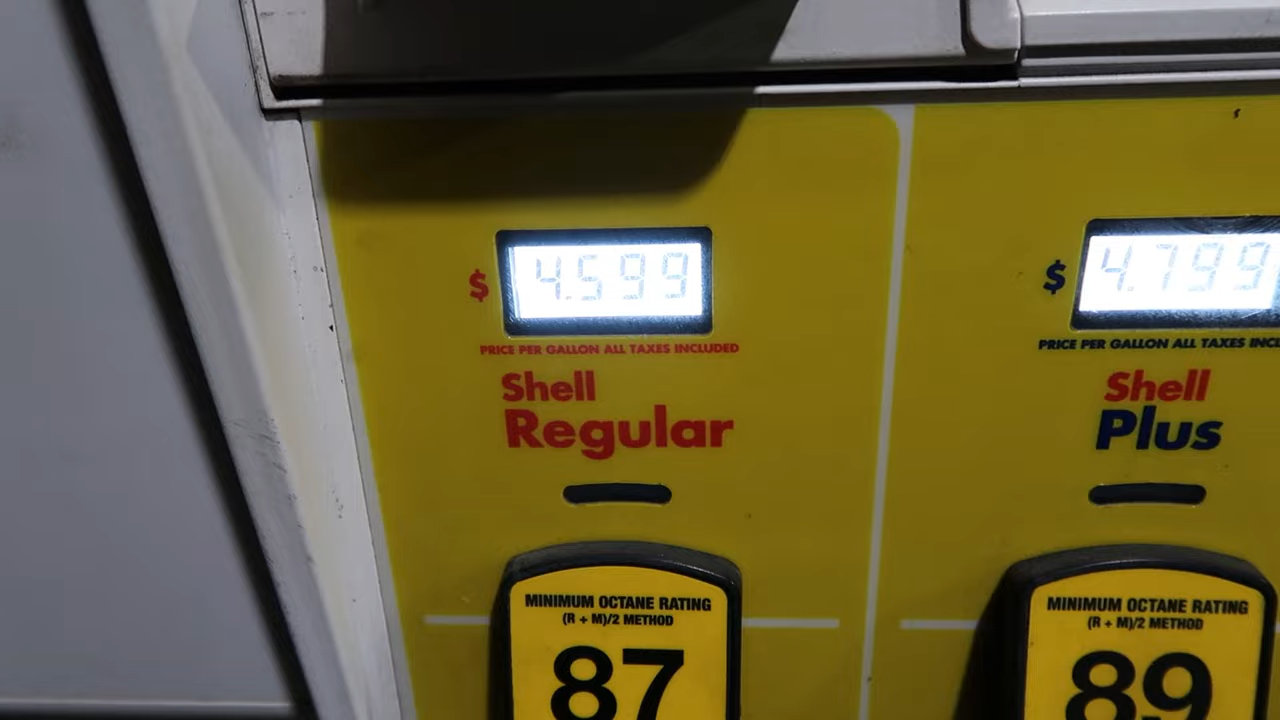 $ 4.599
PRICE PER GALLON ALL TAXES INCLUDED
Shell
Regular
MINIMUM OCTANE RATING
(R + M)/2 METHOD
87
$ 4.799
PRICE PER GALLON ALL TAXES INCL
Shell
Plus
MINIMUM OCTANE RATING
(R + M)/2 METHOD
89